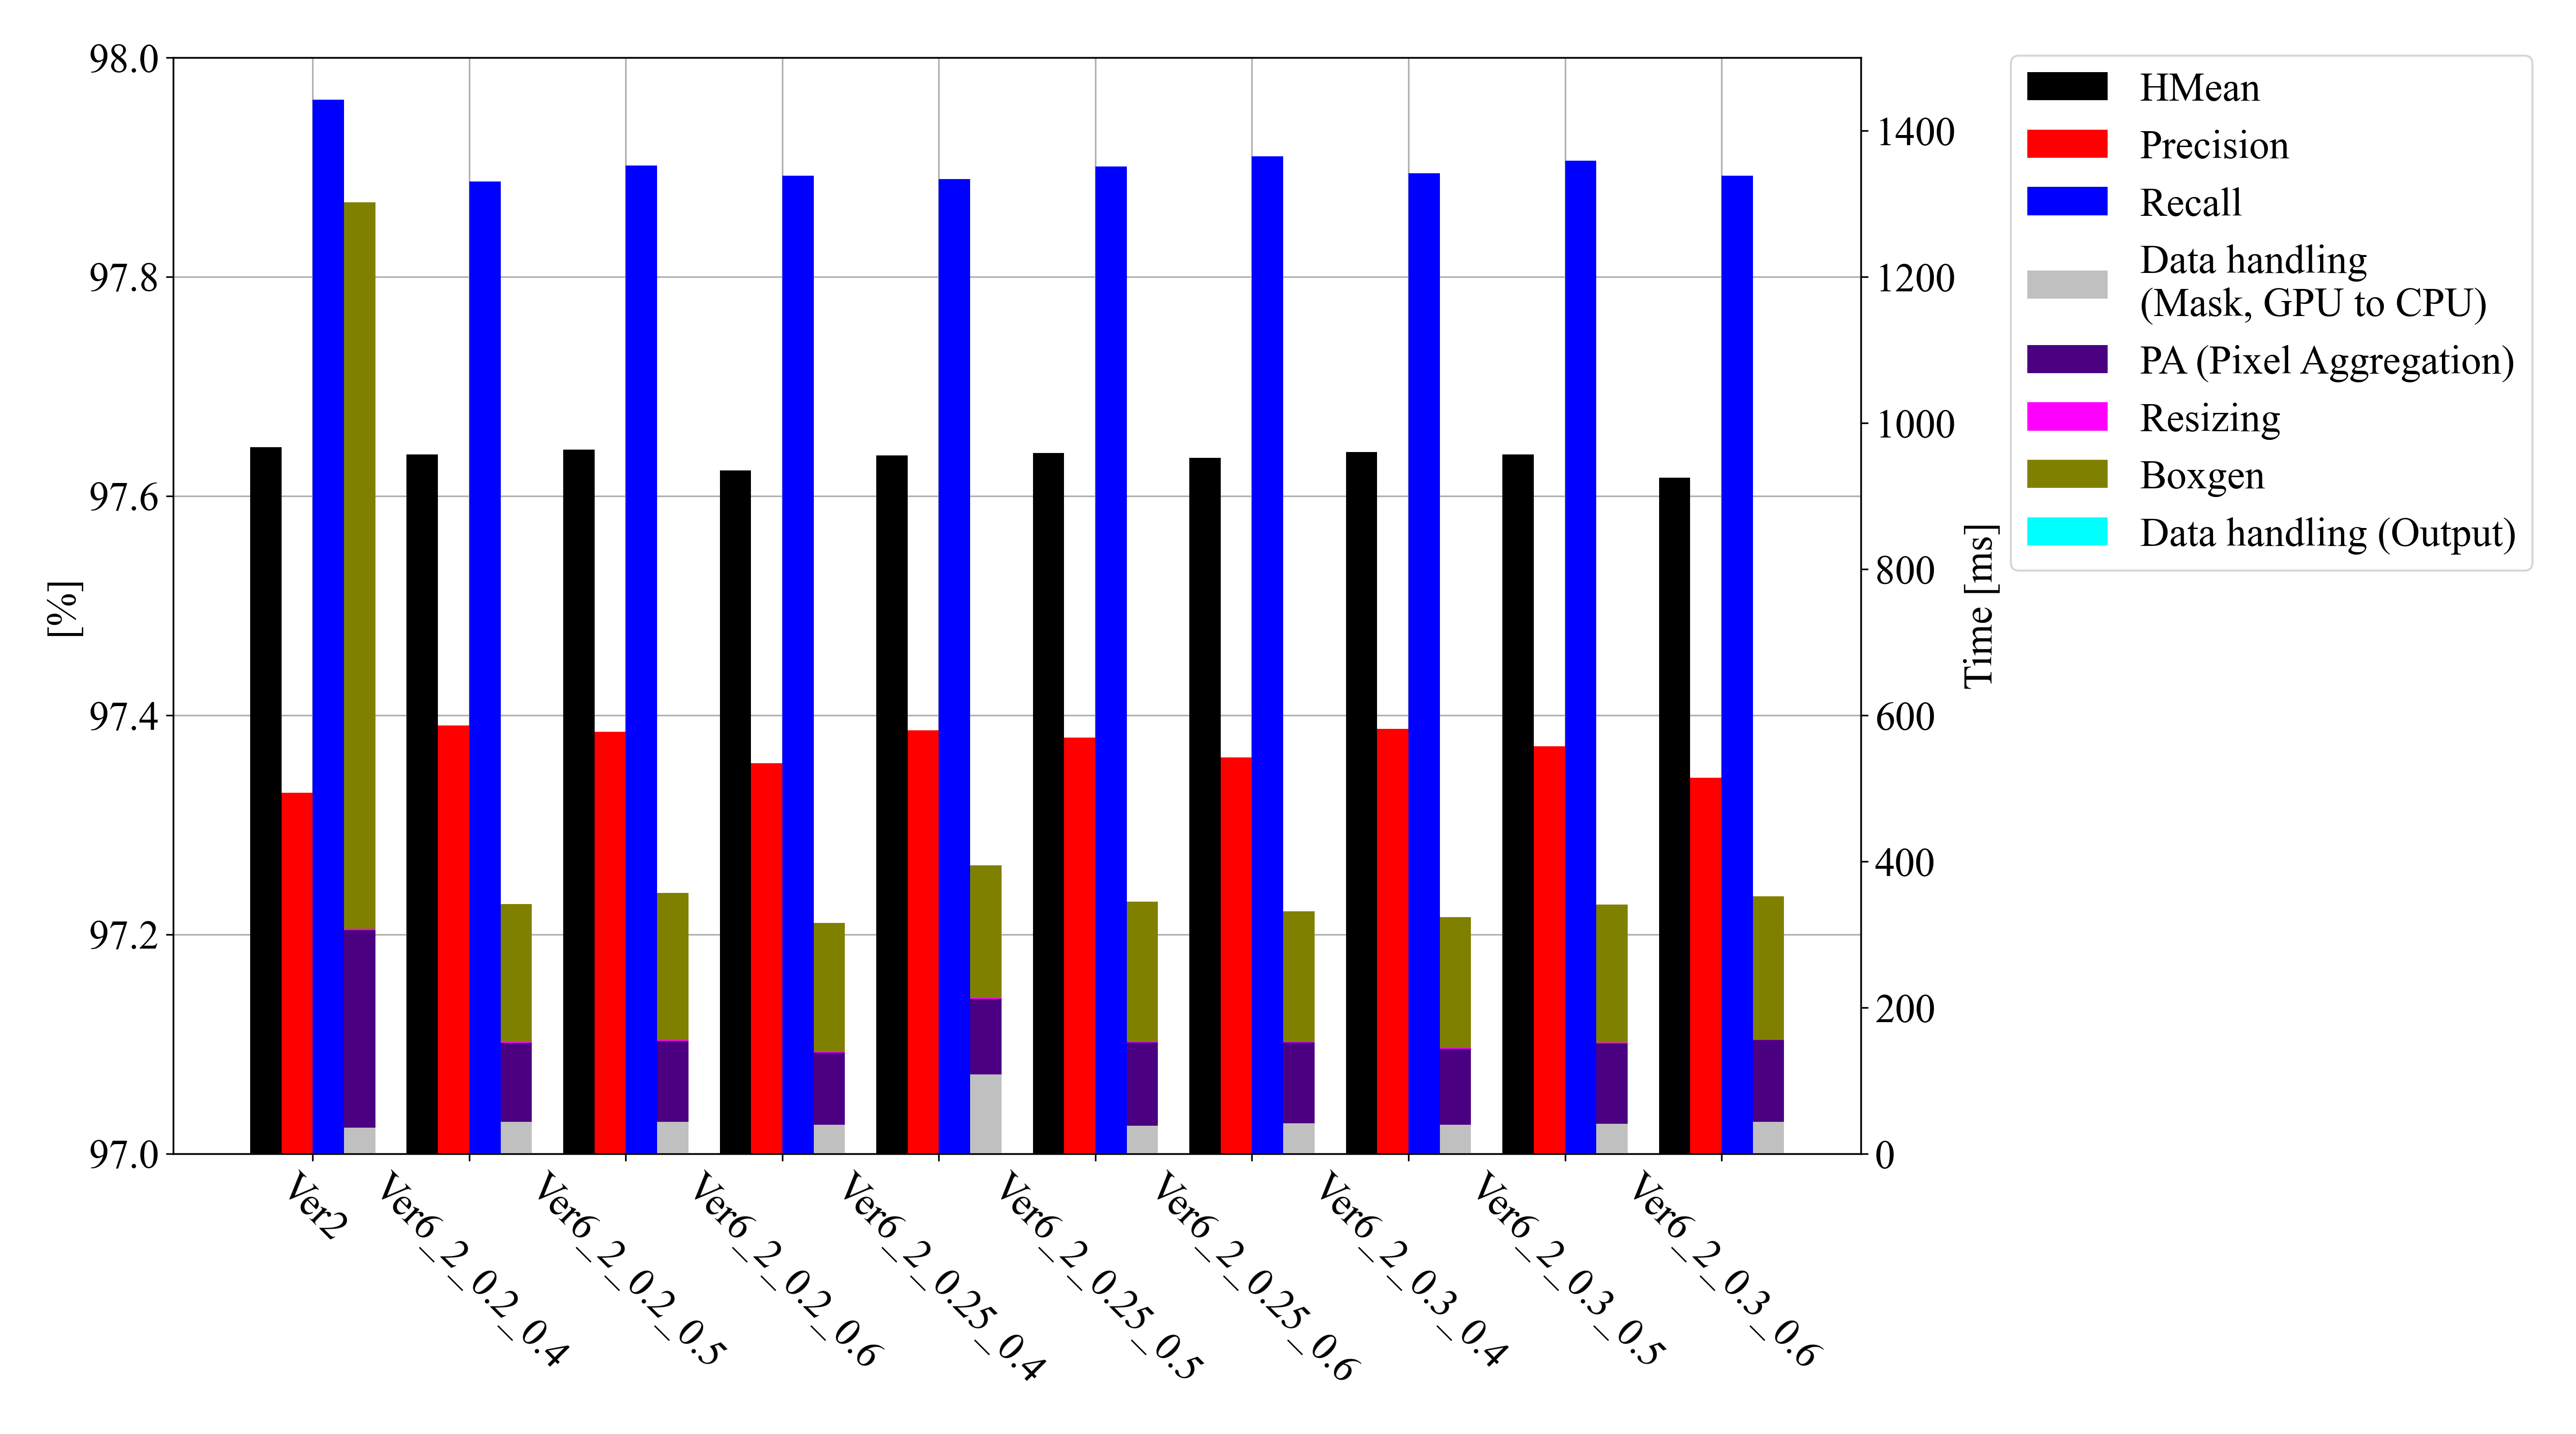 98.0
97.8
97.6
97.4
97.2
97.0
[%]
1400
1200
1000
800
600
400
200
0
Time [ms]
HMean
Precision
Recall
Data handling
(Mask, GPU to CPU)
PA (Pixel Aggregation)
Resizing
Boxgen
Data handling (Output)
Ver2
Ver6_2_0.2_0.4
Ver6_2_0.2_0.5
Ver6_2_0.2_0.6
Ver6_2_0.25_0.4
Ver6_2_0.25_0.5
Ver6_2_0.25_0.6
Ver6_2_0.3_0.4
Ver6_2_0.3_0.5
Ver6_2_0.3_0.6